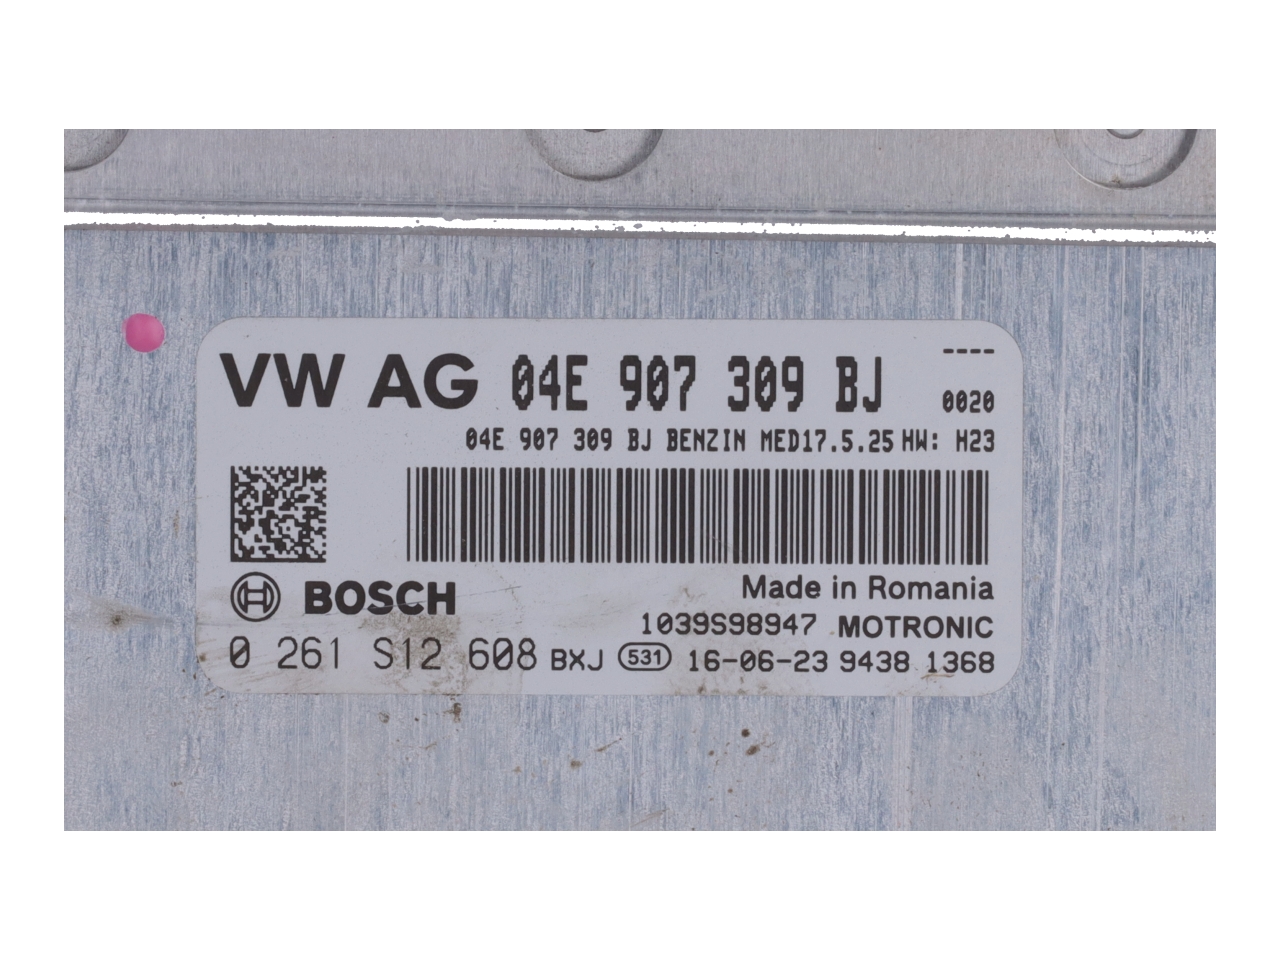 VW AG 04E 907 309 BJ ----
0020
04E 907 309 BJ BENZIN MED17.5.25 HW: H23
BOSCH
Made in Romania
1039S98947 MOTRONIC
0 261 S12 608 BXJ 531 16-06-23 9438 1368